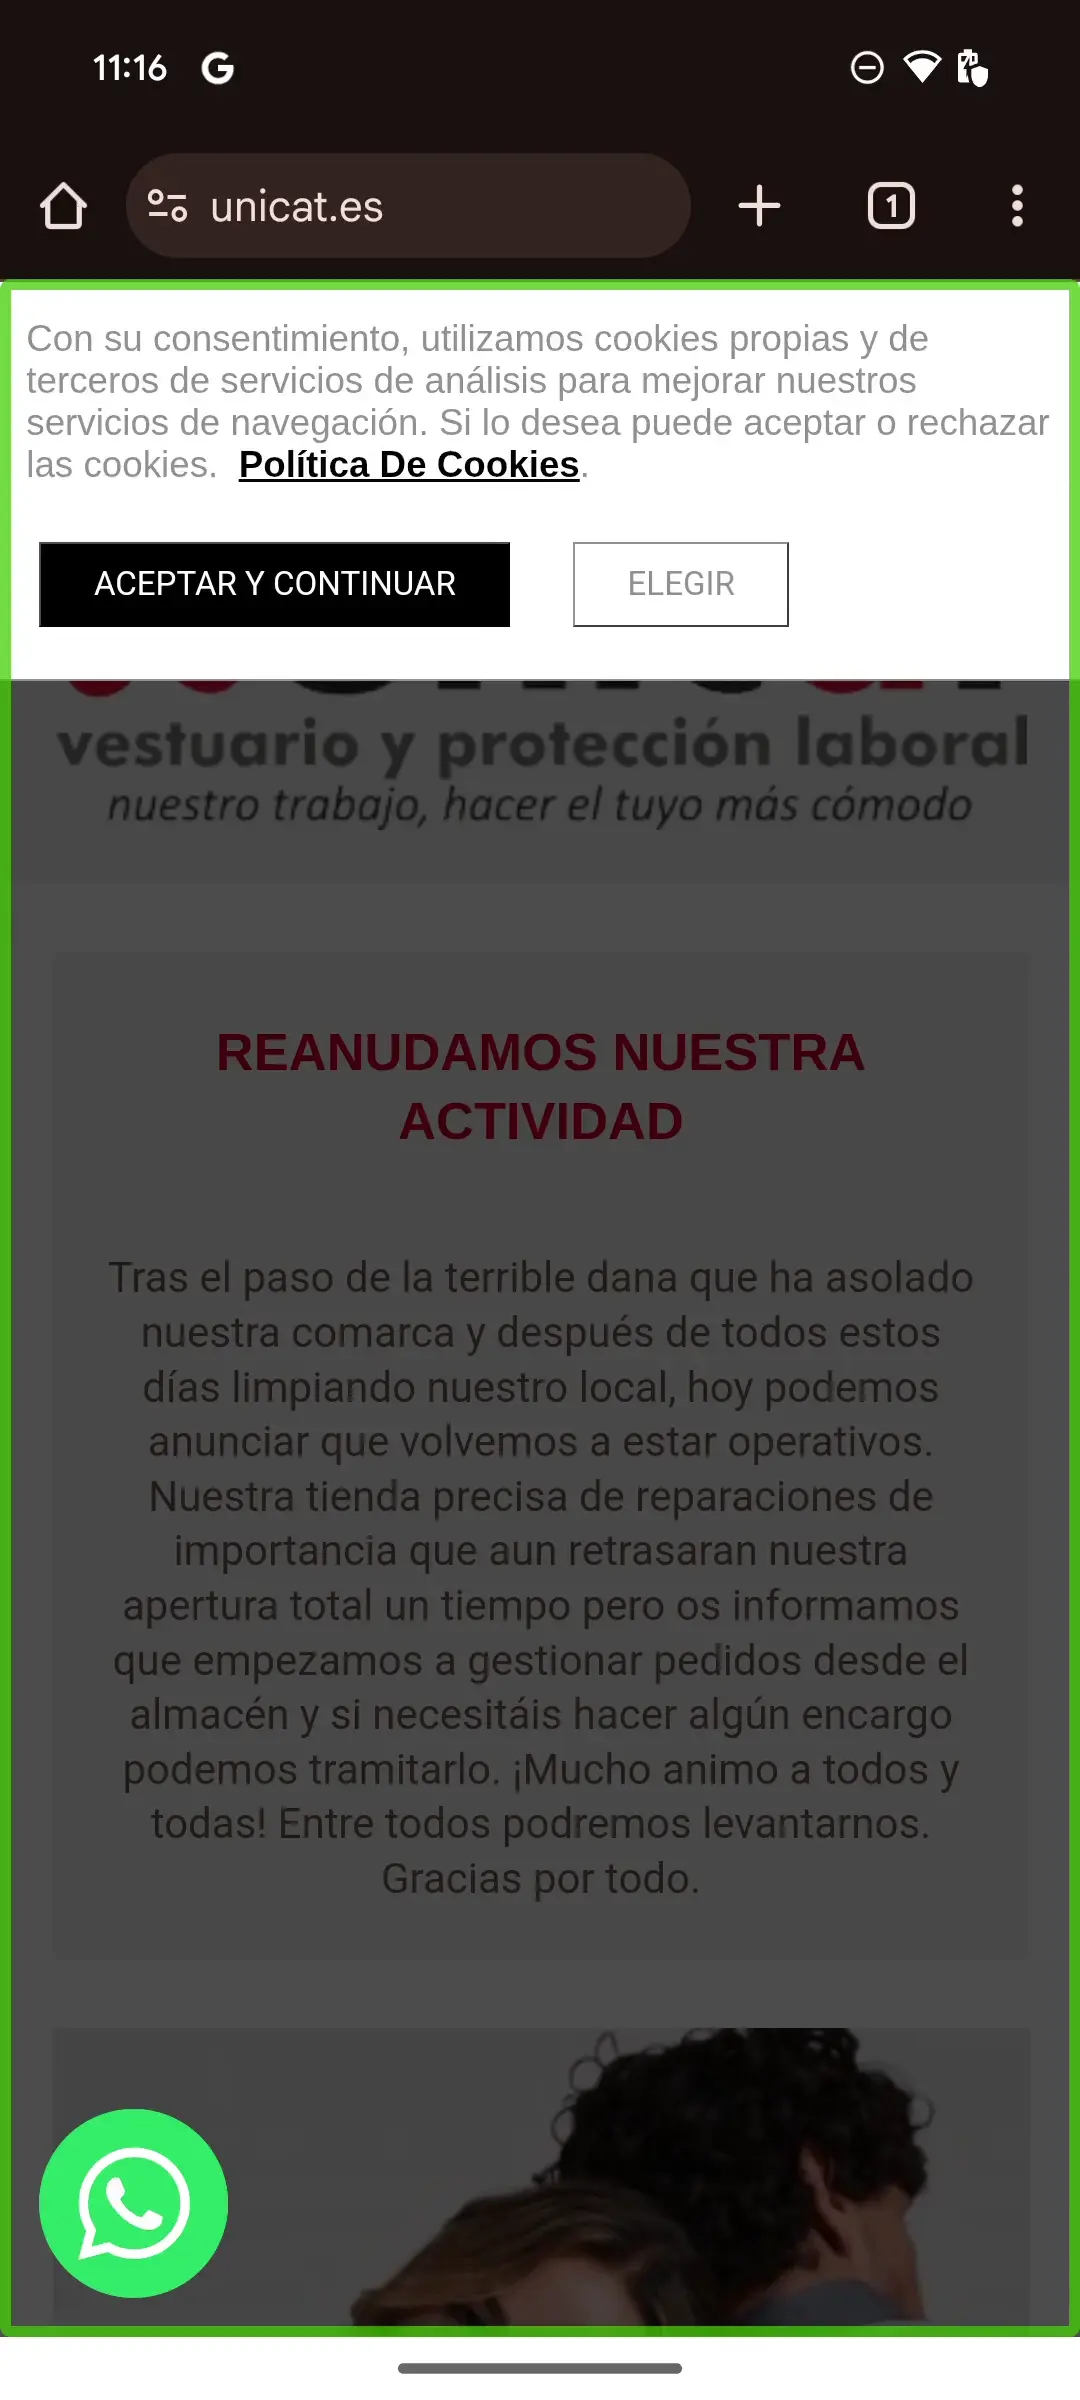 11:16
unicat.es
1
Con su consentimiento, utilizamos cookies propias y de
terceros de servicios de análisis para mejorar nuestros
servicios de navegación. Si lo desea puede aceptar o rechazar
las cookies. Política De Cookies.
ACEPTAR Y CONTINUAR
ELEGIR
vestuario y protección laboral
nuestro trabajo, hacer el tuyo más cómodo
REANUDAMOS NUESTRA
ACTIVIDAD
Tras el paso de la terrible dana que ha asolado
nuestra comarca y después de todos estos
días limpiando nuestro local, hoy podemos
anunciar que volvemos a estar operativos.
Nuestra tienda precisa de reparaciones de
importancia que aun retrasaran nuestra
apertura total un tiempo pero os informamos
que empezamos a gestionar pedidos desde el
almacén y si necesitáis hacer algún encargo
podemos tramitarlo. ¡Mucho animo a todos y
todas! Entre todos podremos levantarnos.
Gracias por todo.